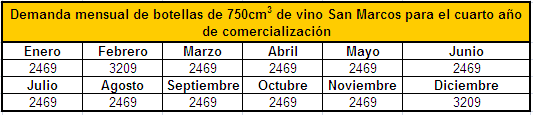 Demanda mensual de botellas de 750cm³ de vino San Marcos para el cuarto año
de comercialización
Enero Febrero Marzo Abril Mayo Junio
2469 3209 2469 2469 2469 2469
Julio Agosto Septiembre Octubre Noviembre Diciembre
2469 2469 2469 2469 2469 3209